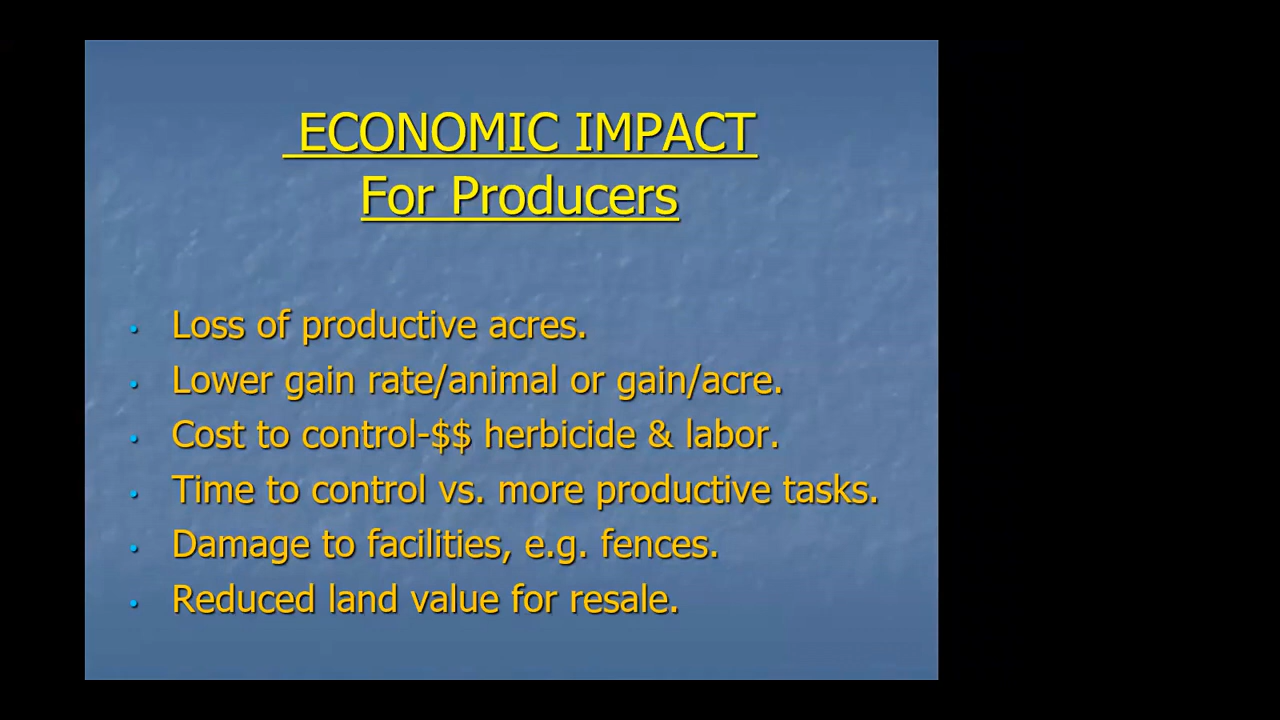 ECONOMIC IMPACT
For Producers
• Loss of productive acres.
• Lower gain rate/animal or gain/acre.
• Cost to control-$$ herbicide & labor.
• Time to control vs. more productive tasks.
• Damage to facilities, e.g. fences.
• Reduced land value for resale.